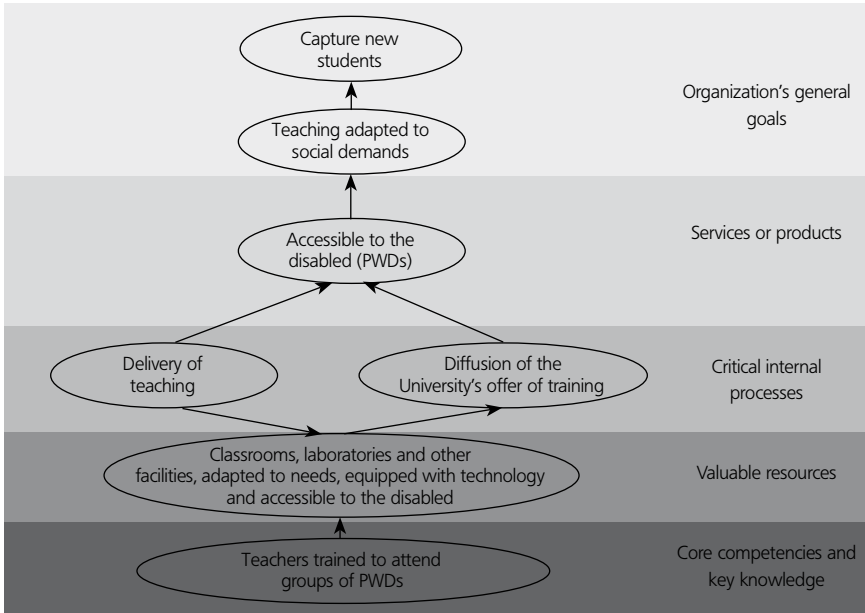 Capture new
students
Organization’s general
goals
Teaching adapted to
social demands
Services or products
Accessible to the
disabled (PWDs)
Delivery of
teaching
Diffusion of the
University’s offer of training
Critical internal
processes
Classrooms, laboratories and other
facilities, adapted to needs, equipped with technology
and accessible to the disabled
Valuable resources
Teachers trained to attend
groups of PWDs
Core competencies and
key knowledge